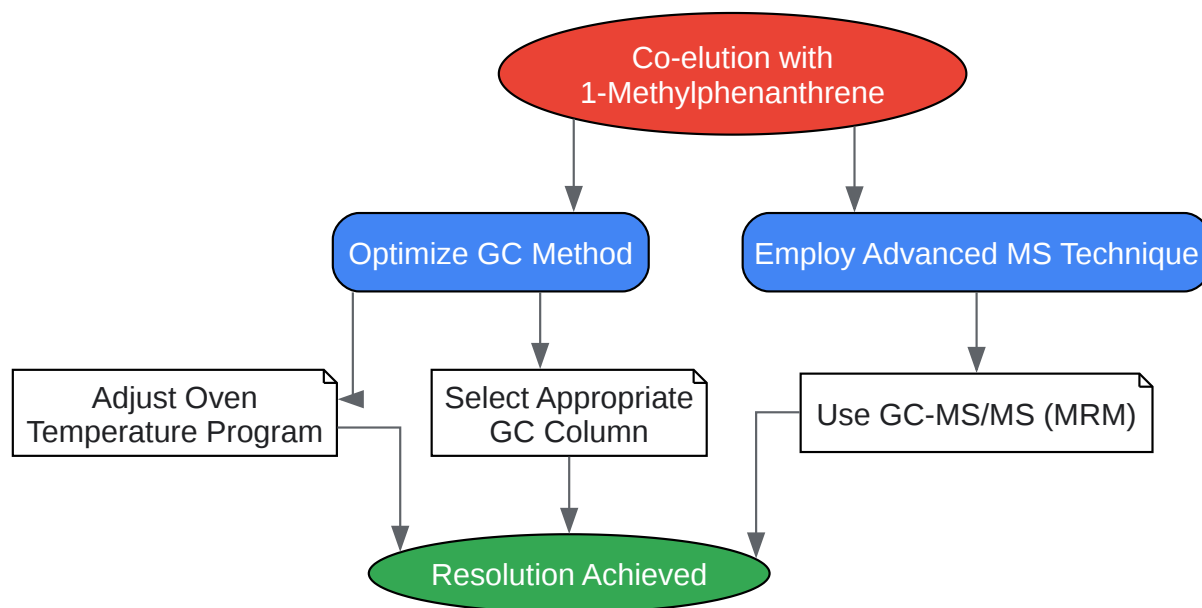 Co-elution with
1-Methylphenanthrene
Optimize GC Method
Employ Advanced MS Technique
Adjust Oven
Temperature Program
Select Appropriate
GC Column
Use GC-MS/MS (MRM)
Resolution Achieved